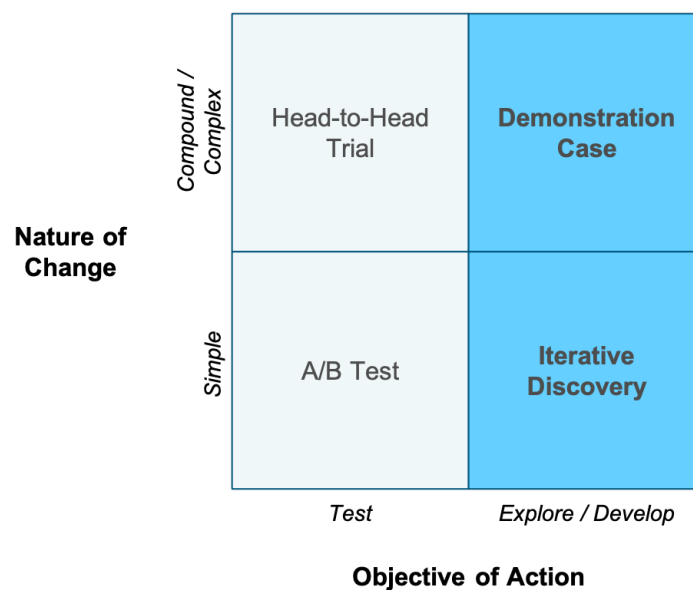 Compound /
Complex
Head-to-Head
Trial
Demonstration
Case
Nature of
Change
Simple
A/B Test
Iterative
Discovery
Test
Explore / Develop
Objective of Action